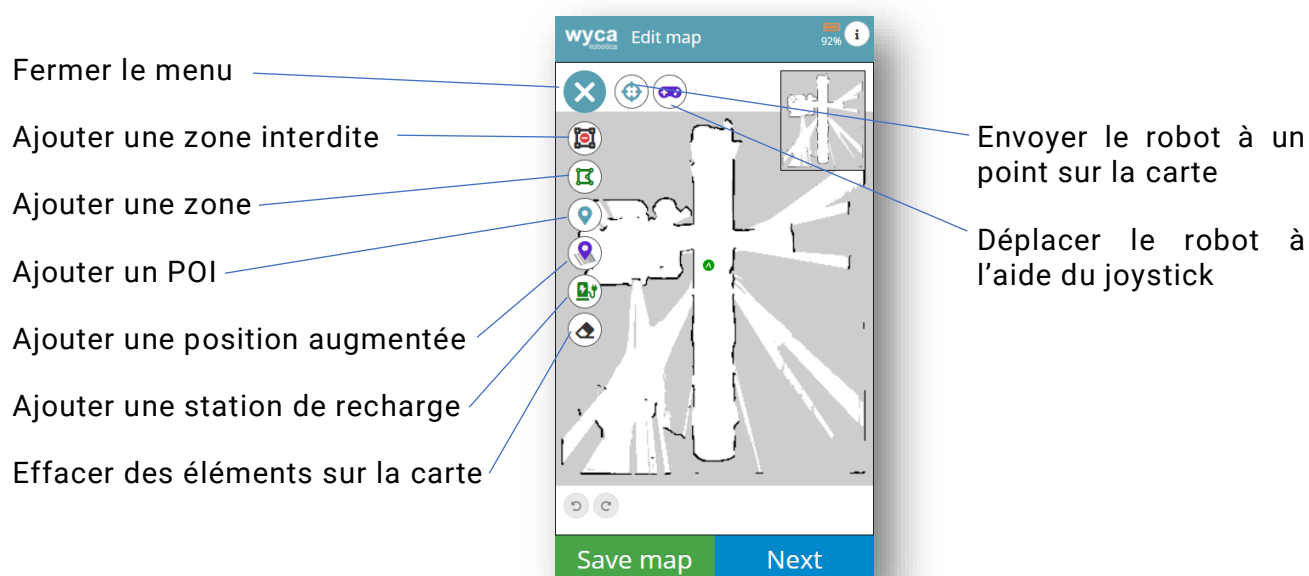 wyca
robotics
Edit map
92%
i
Fermer le menu
Ajouter une zone interdite
Ajouter une zone
Ajouter un POI
Ajouter une position augmentée
Ajouter une station de recharge
Effacer des éléments sur la carte
Envoyer le robot à un
point sur la carte
Déplacer le robot à
l’aide du joystick
Save map
Next